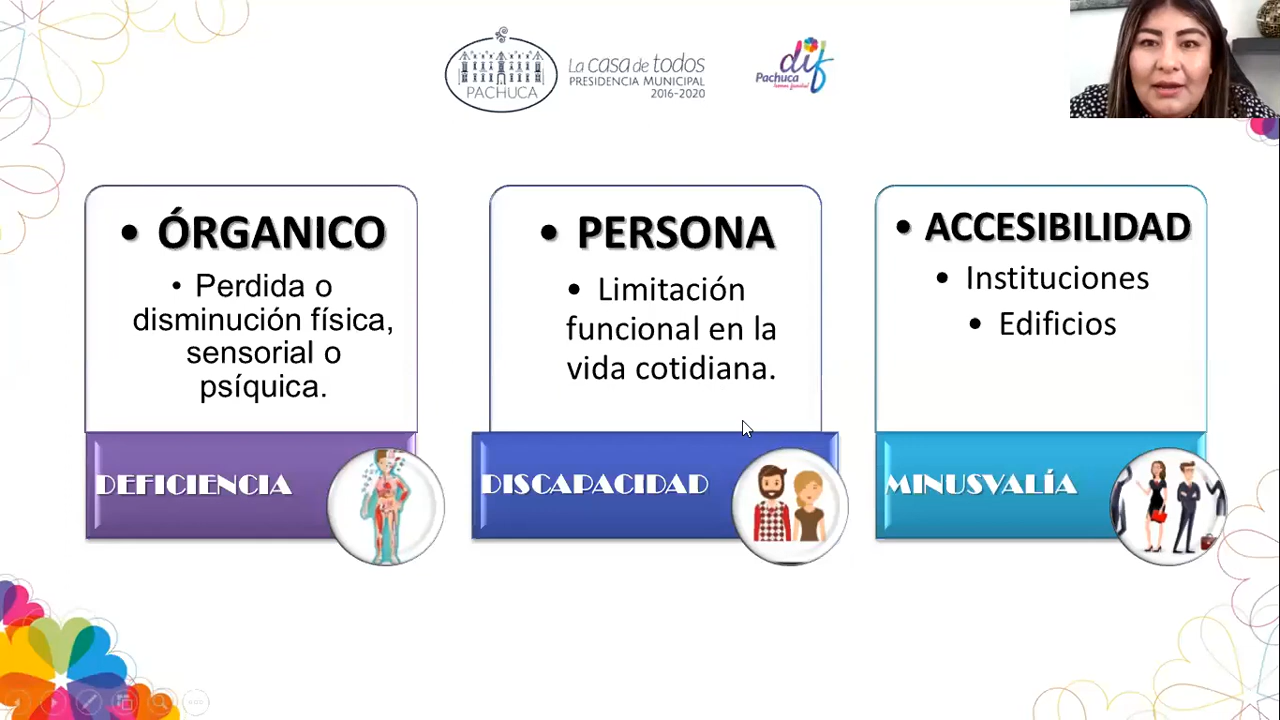 La casa de todos
PRESIDENCIA MUNICIPAL
2016-2020
PACHUCA
dif
Pachuca
• ÓRGANICO
• Perdida o
disminución física,
sensorial o
psíquica.
DEFICIENCIA
• PERSONA
• Limitación
funcional en la
vida cotidiana.
DISCAPACIDAD
• ACCESIBILIDAD
• Instituciones
• Edificios
MINUSVALÍA